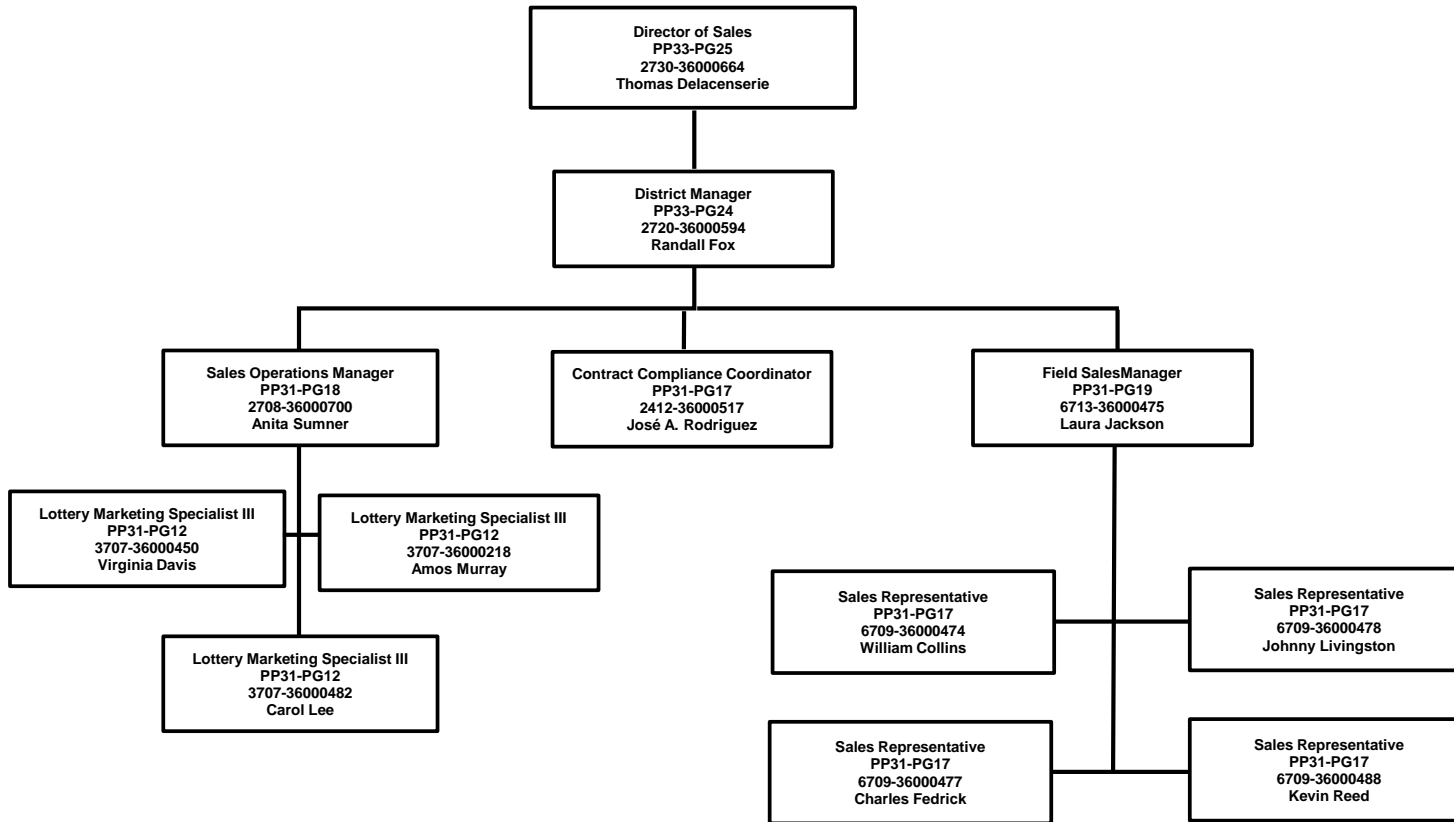 Director of Sales
PP33-PG25
2730-36000664
Thomas Delacenserie
District Manager
PP33-PG24
2720-36000594
Randall Fox
Sales Operations Manager
PP31-PG18
2708-36000700
Anita Sumner
Contract Compliance Coordinator
PP31-PG17
2412-36000517
José A. Rodriguez
Field SalesManager
PP31-PG19
6713-36000475
Laura Jackson
Lottery Marketing Specialist III
PP31-PG12
3707-36000450
Virginia Davis
Lottery Marketing Specialist III
PP31-PG12
3707-36000218
Amos Murray
Lottery Marketing Specialist III
PP31-PG12
3707-36000482
Carol Lee
Sales Representative
PP31-PG17
6709-36000474
William Collins
Sales Representative
PP31-PG17
6709-36000478
Johnny Livingston
Sales Representative
PP31-PG17
6709-36000477
Charles Fedrick
Sales Representative
PP31-PG17
6709-36000488
Kevin Reed